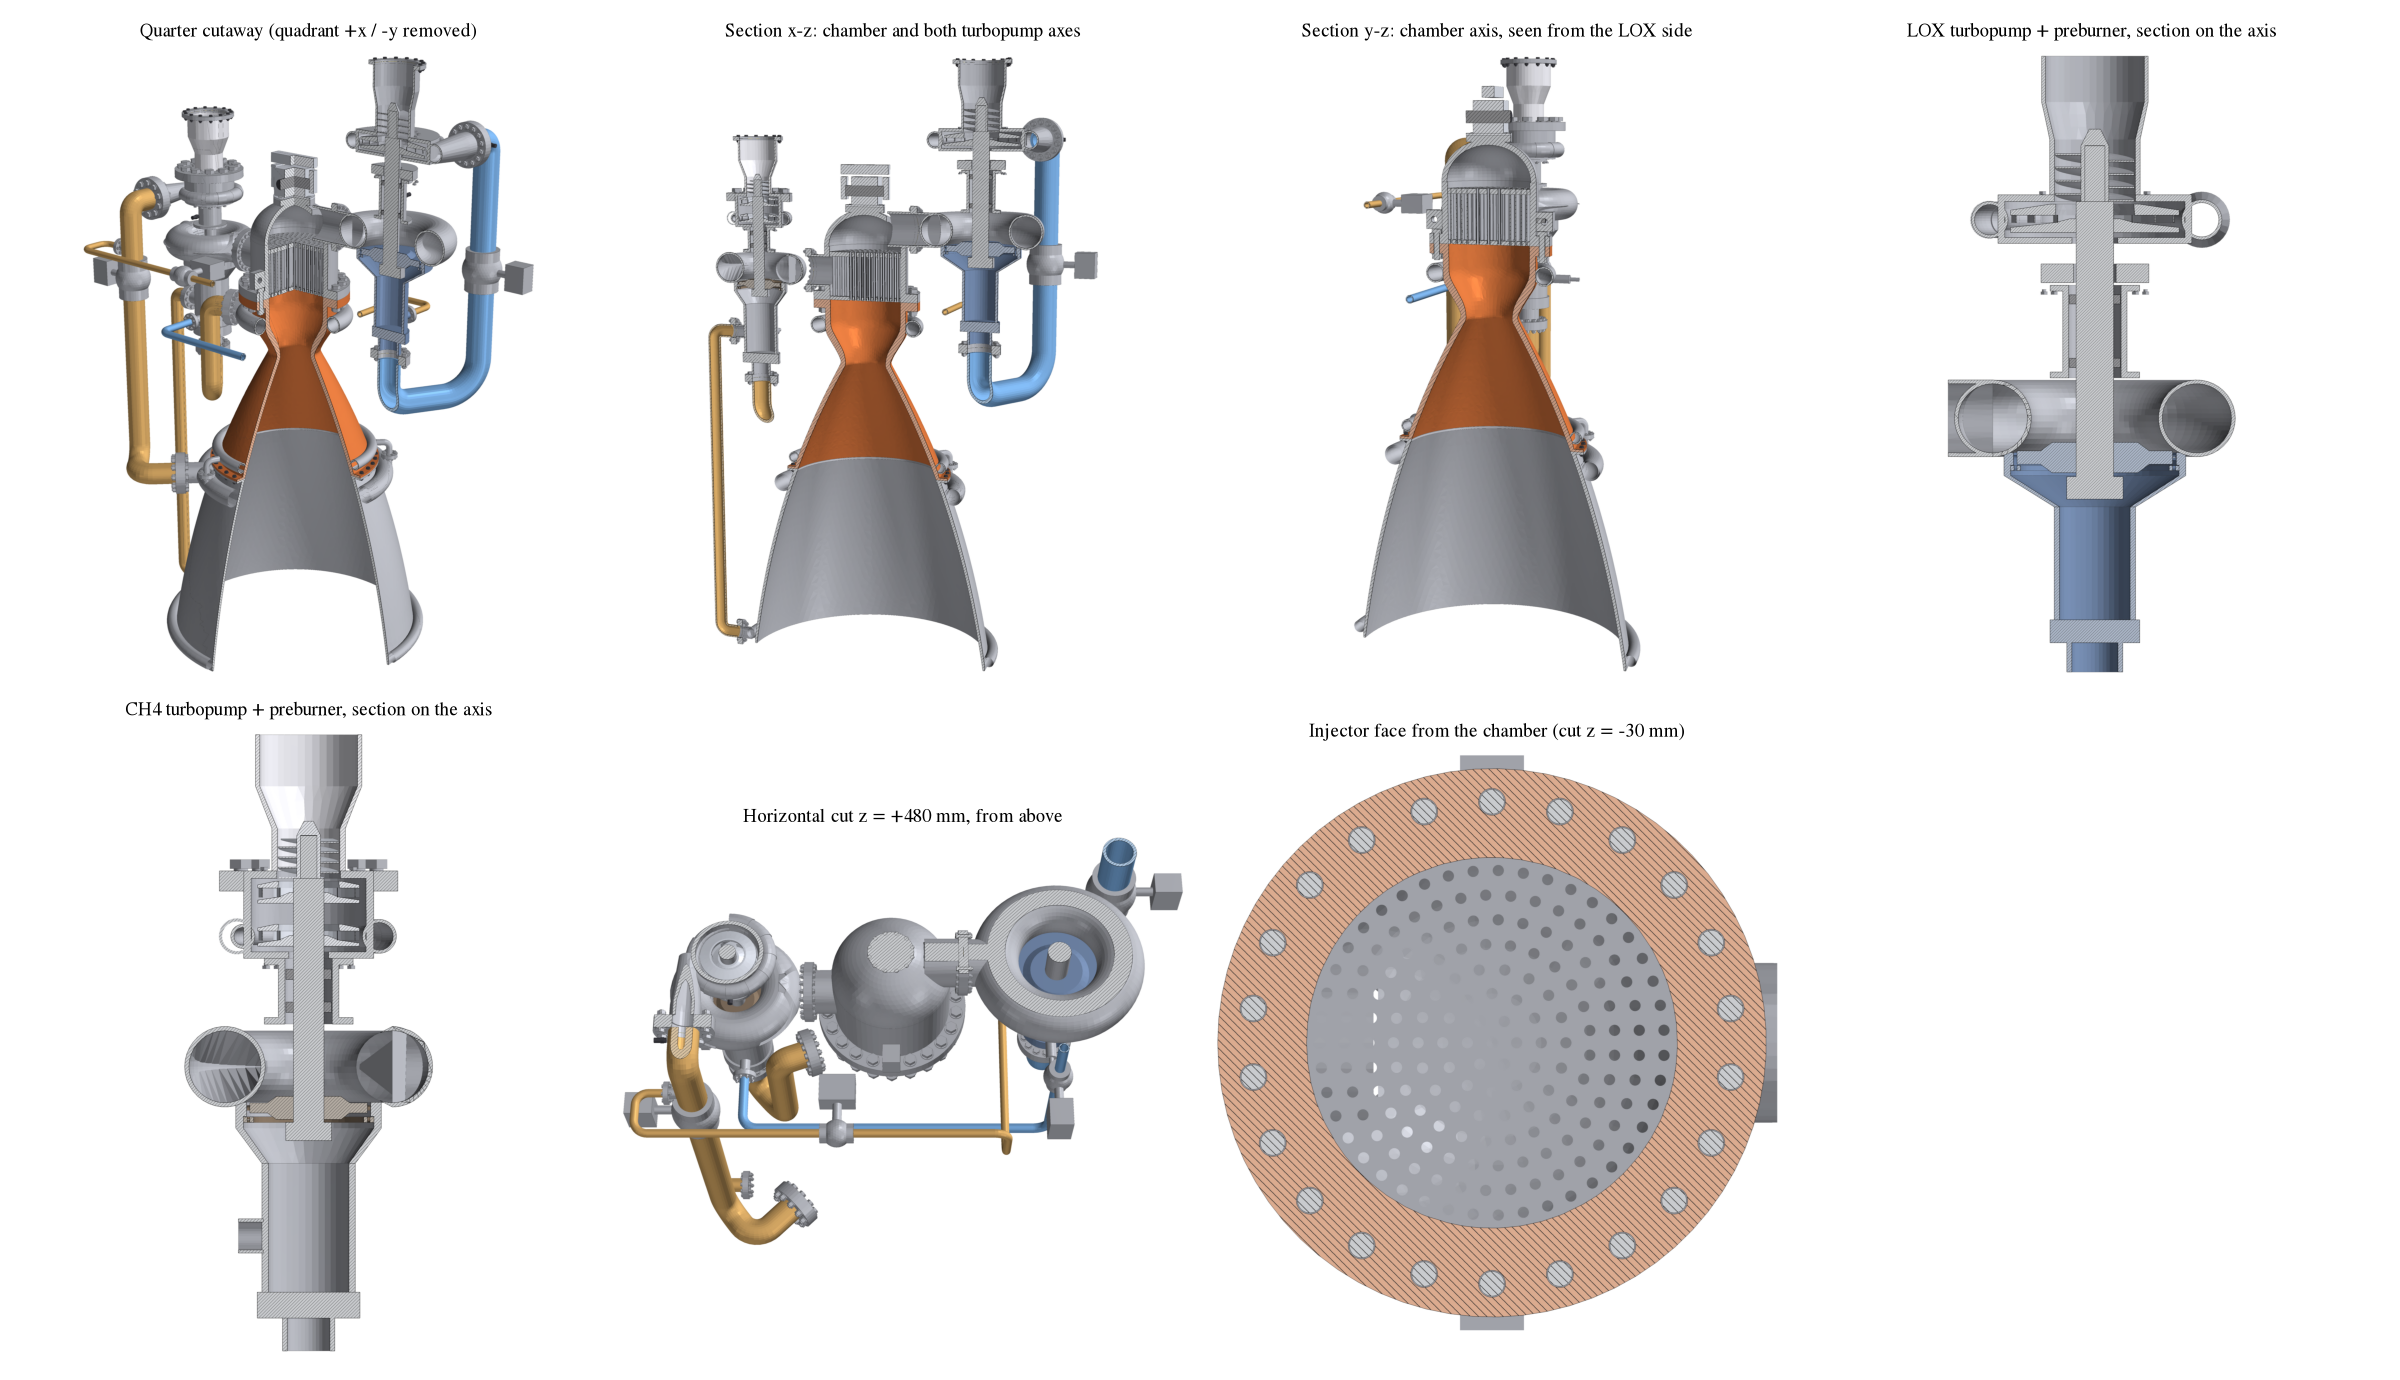 Quarter cutaway (quadrant +x / -y removed)
Section x-z: chamber and both turbopump axes
Section y-z: chamber axis, seen from the LOX side
LOX turbopump + preburner, section on the axis
CH4 turbopump + preburner, section on the axis
Horizontal cut z = +480 mm, from above
Injector face from the chamber (cut z = -30 mm)